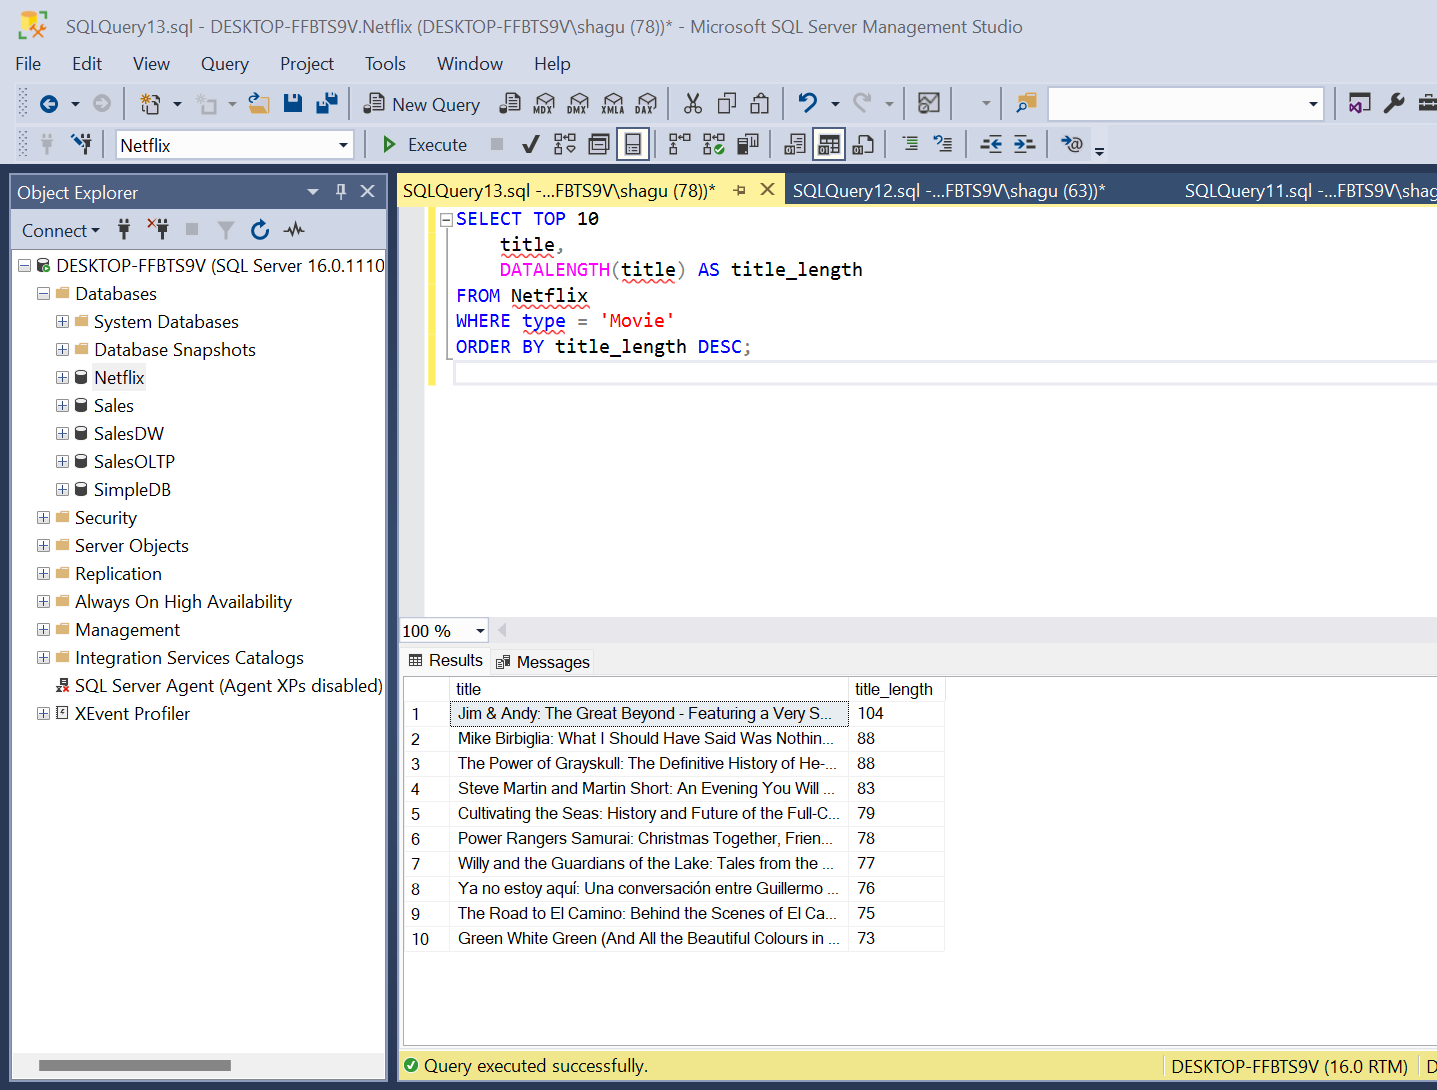 SQLQuery13.sql - DESKTOP-FFBTS9V.Netflix (DESKTOP-FFBTS9V\shagu (78))* - Microsoft SQL Server Management Studio
File Edit View Query Project Tools Window Help
New Query MDX DMX XMLA DAX
Netflix Execute
Object Explorer
Connect
DESKTOP-FFBTS9V (SQL Server 16.0.1110
Databases
System Databases
Database Snapshots
Netflix
Sales
SalesDW
SalesOLTP
SimpleDB
Security
Server Objects
Replication
Always On High Availability
Management
Integration Services Catalogs
SQL Server Agent (Agent XPs disabled)
XEvent Profiler
SQLQuery13.sql -...FBTS9V\shagu (78))* SQLQuery12.sql -...FBTS9V\shagu (63))* SQLQuery11.sql -...FBTS9V\shag
SELECT TOP 10
title,
DATALENGTH(title) AS title_length
FROM Netflix
WHERE type = 'Movie'
ORDER BY title_length DESC;
100 %
Results Messages
title title_length
1 Jim & Andy: The Great Beyond - Featuring a Very S... 104
2 Mike Birbiglia: What I Should Have Said Was Nothin... 88
3 The Power of Grayskull: The Definitive History of He-... 88
4 Steve Martin and Martin Short: An Evening You Will ... 83
5 Cultivating the Seas: History and Future of the Full-C... 79
6 Power Rangers Samurai: Christmas Together, Frien... 78
7 Willy and the Guardians of the Lake: Tales from the ... 77
8 Ya no estoy aquí: Una conversación entre Guillermo ... 76
9 The Road to El Camino: Behind the Scenes of El Ca... 75
10 Green White Green (And All the Beautiful Colours in ... 73
Query executed successfully. DESKTOP-FFBTS9V (16.0 RTM) D